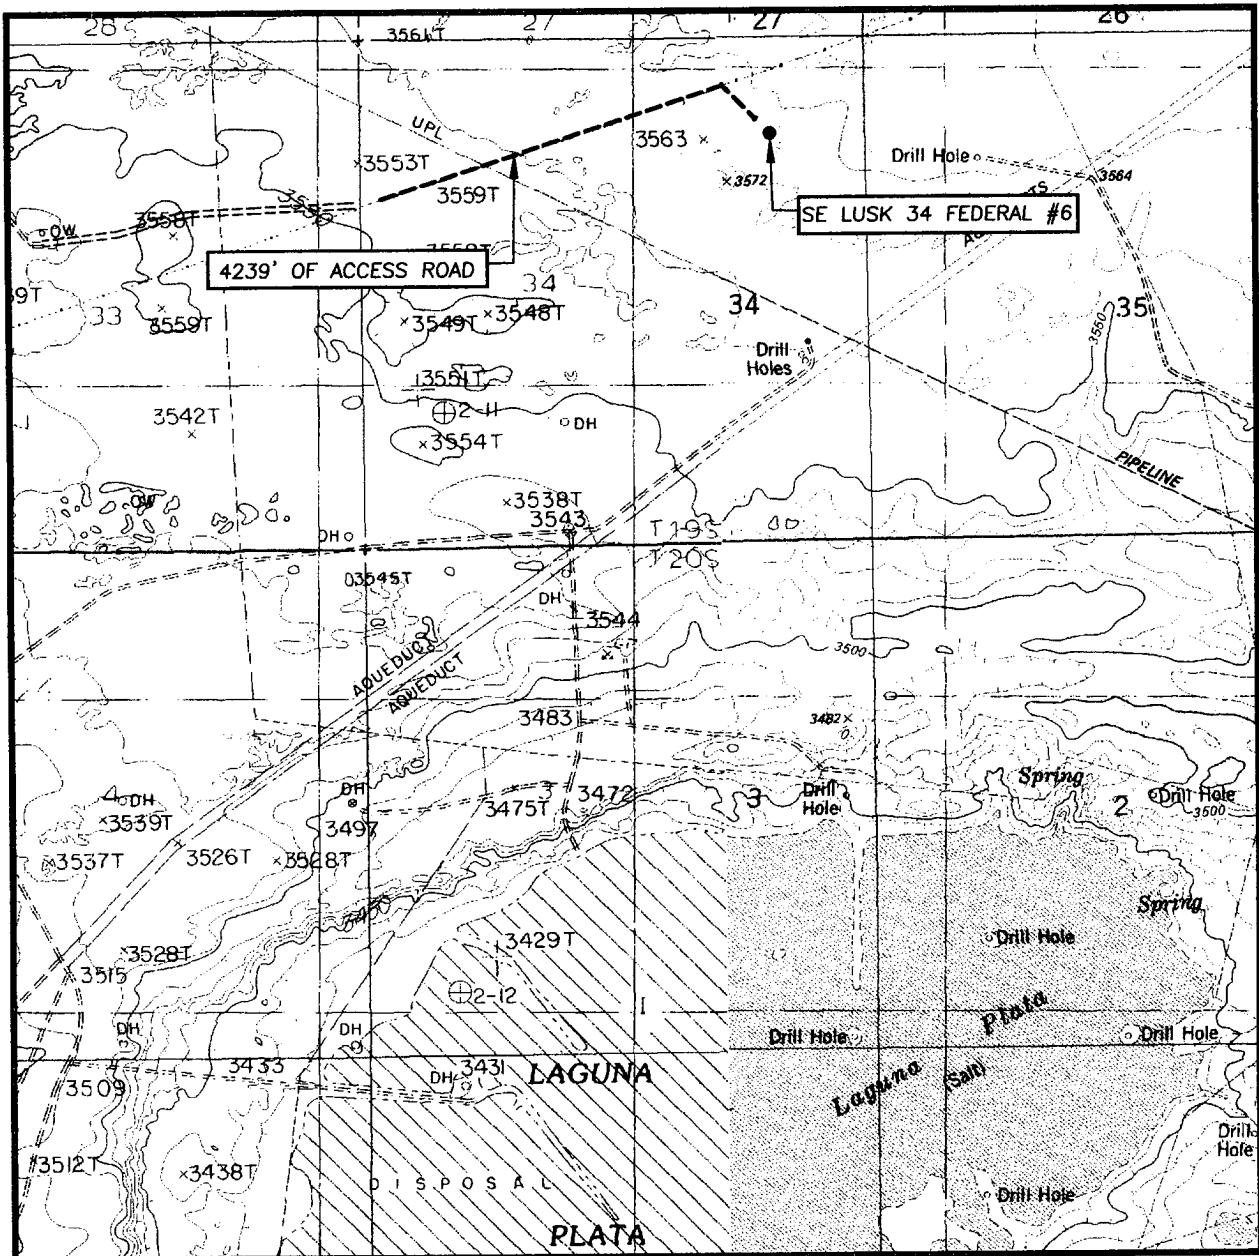 28
27
27
26
3561T
UPL
3563
Drill Hole
3553T
×3572
3564
3559T
SE LUSK 34 FEDERAL #6
3558T
OW
4239' OF ACCESS ROAD
34
33
3559T
3549T
3548T
34
35
3560
Drill
Holes
3551T
3542T
2-11
DH
3554T
PIPELINE
OW
3538T
3543
T19S
T20S
DH
3545T
DH
3544
3500
AQUEDUCT
AQUEDUCT
3483
3482
Spring
4
DH
DH
3
3472
3
Drill
Hole
2
Drill Hole
3500
3539T
3497
3475T
3537T
3526T
3528T
3450
Spring
Drill Hole
3429T
3528T
3515
2-12
DH
DH
Plata
Drill Hole
Drill Hole
3433
DH
3431
LAGUNA
Laguna
(Salt)
3509
Drill
Hole
3512T
3438T
DISPOSAL
Drill Hole
PLATA